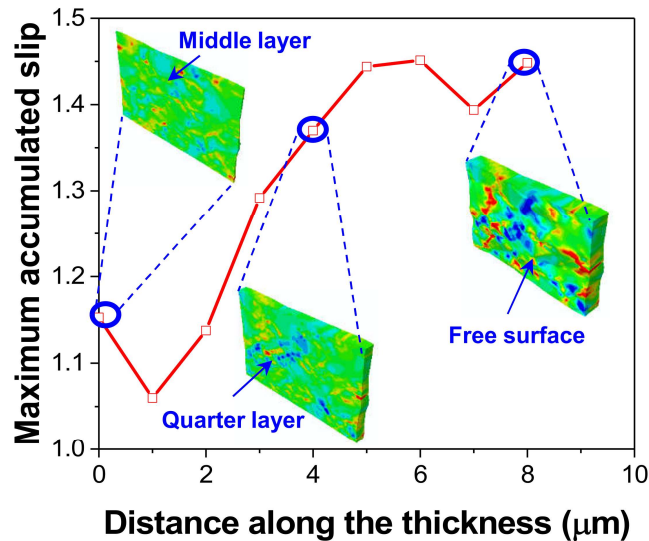 1.5
1.4
1.3
1.2
1.1
1.0
Maximum accumulated slip
Middle layer
Quarter layer
Free surface
0 2 4 6 8 10
Distance along the thickness (μm)